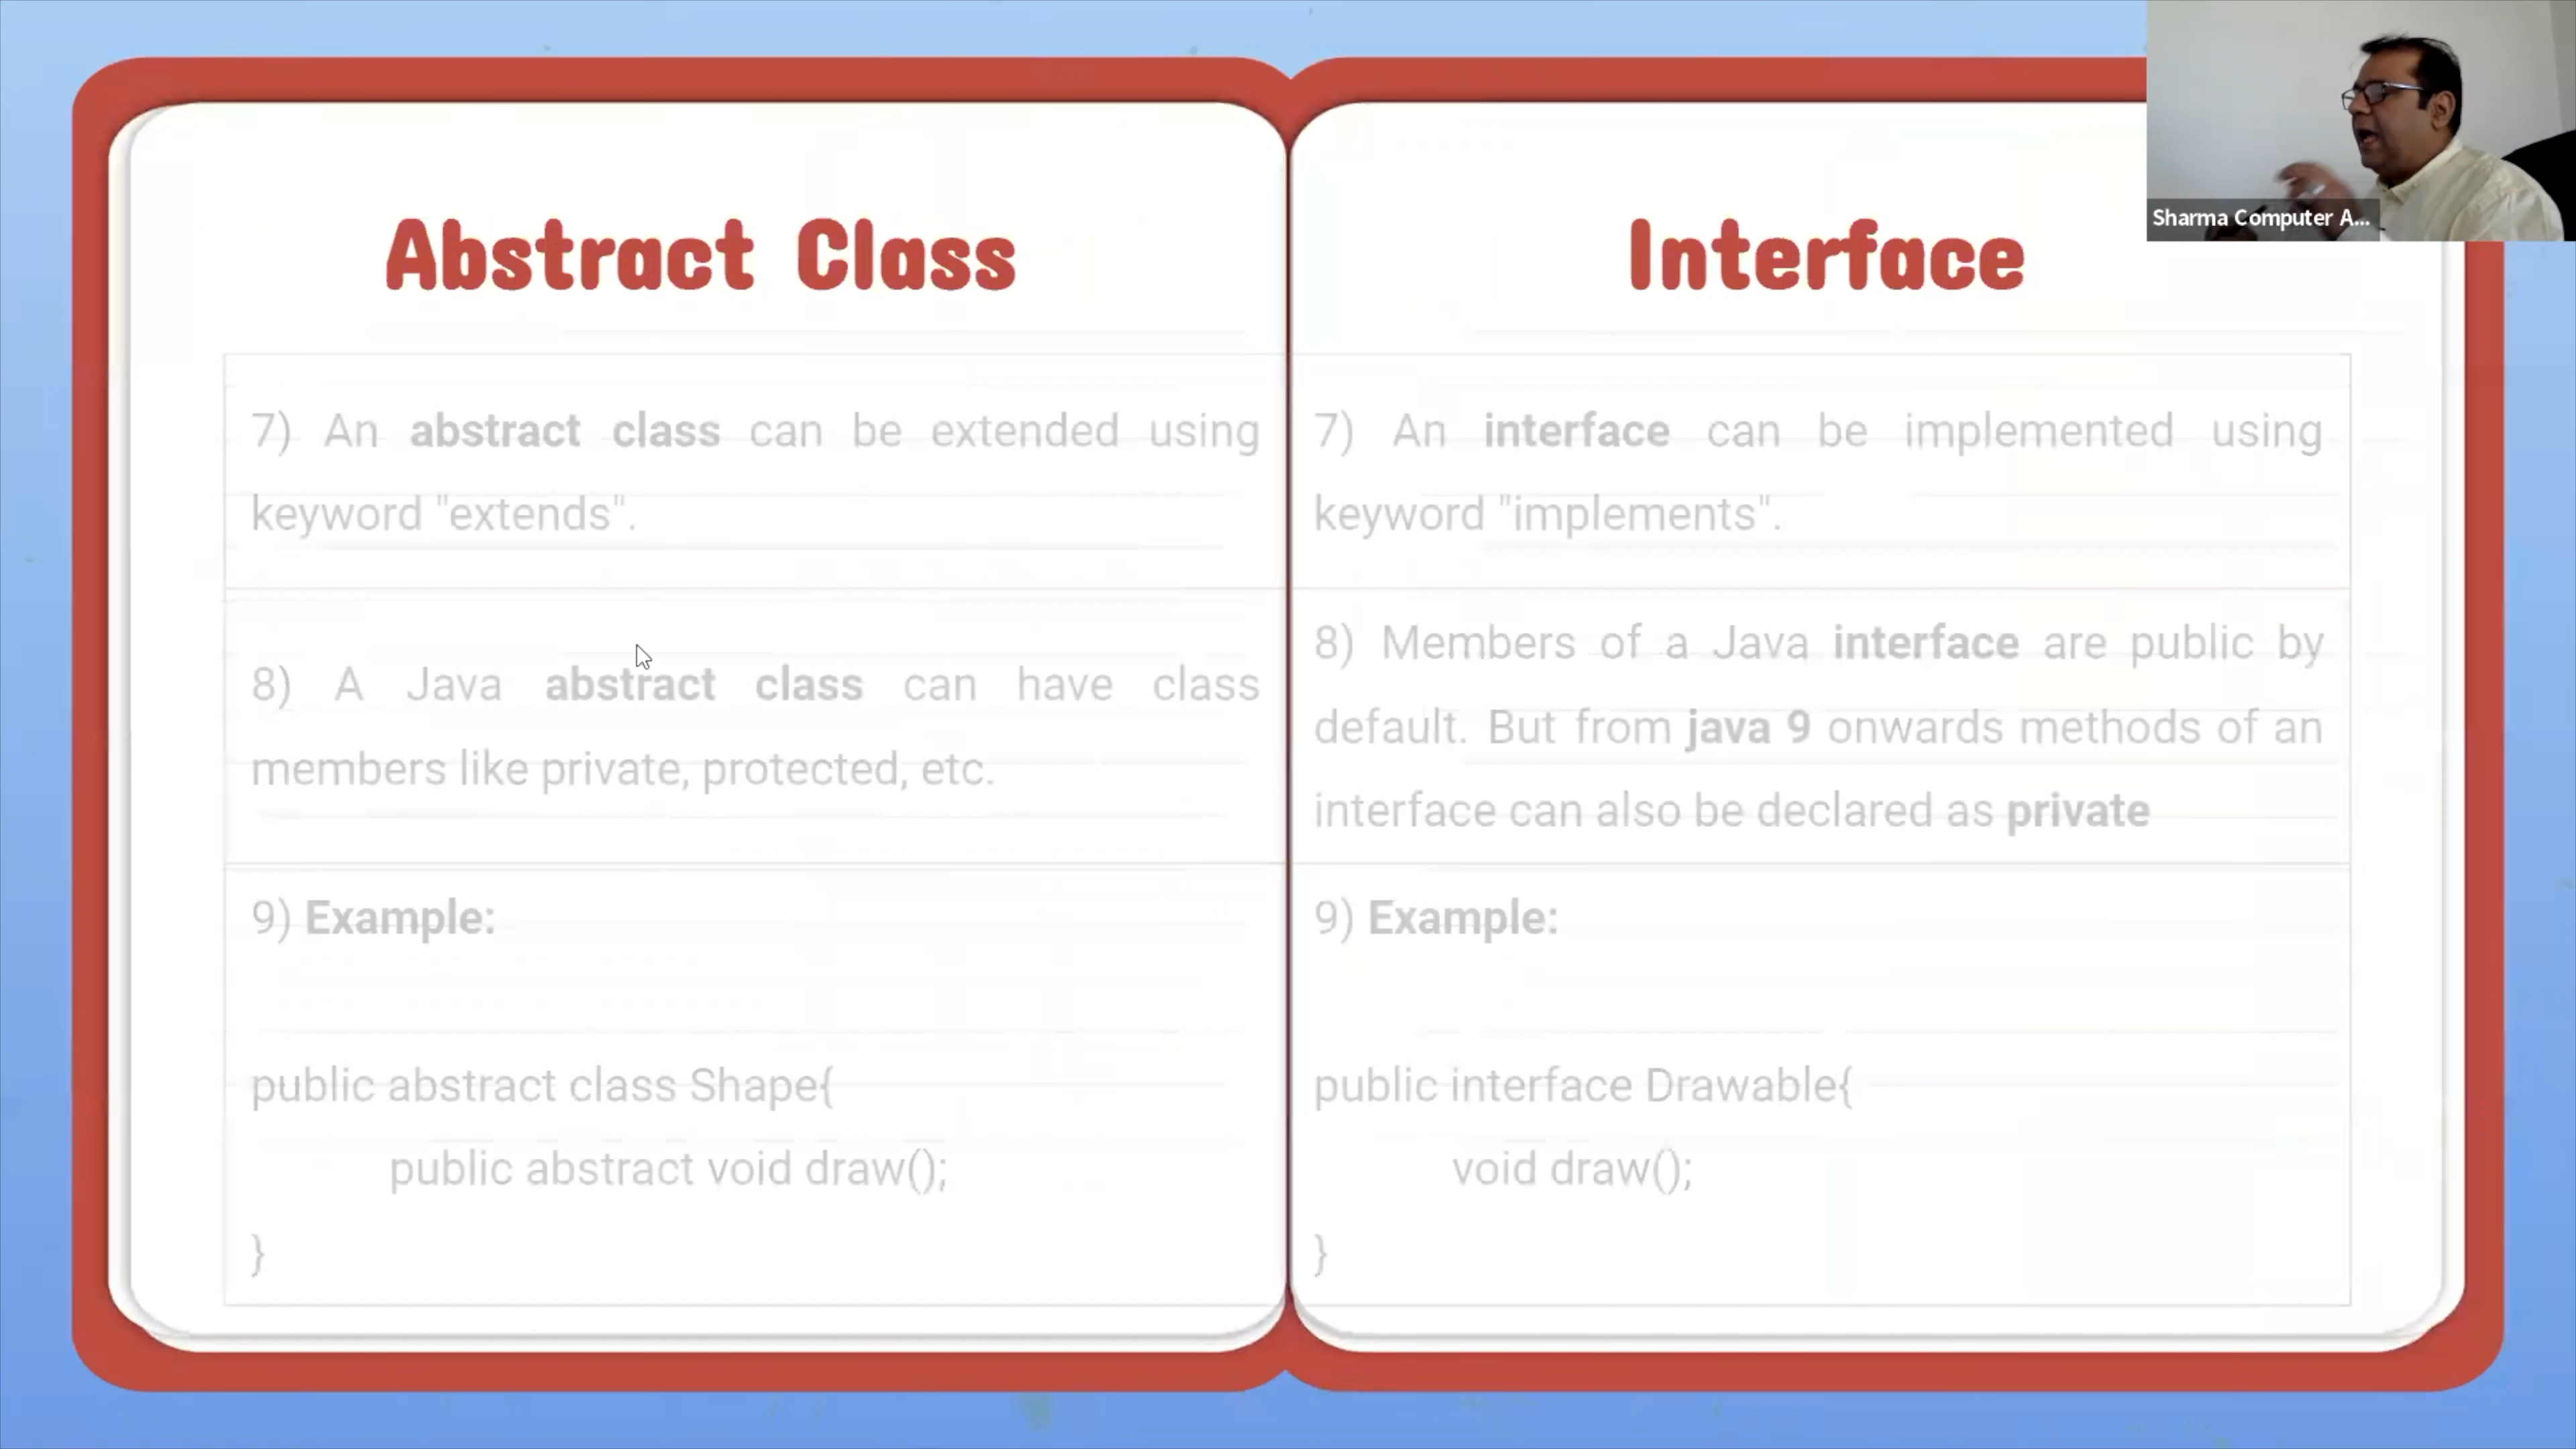 Sharma Computer A...
Abstract Class
7) An abstract class can be extended using
keyword "extends".
8) A Java abstract class can have class
members like private, protected, etc.
9) Example:
public abstract class Shape{
public abstract void draw();
}
Interface
7) An interface can be implemented using
keyword "implements".
8) Members of a Java interface are public by
default. But from java 9 onwards methods of an
interface can also be declared as private
9) Example:
public interface Drawable{
void draw();
}